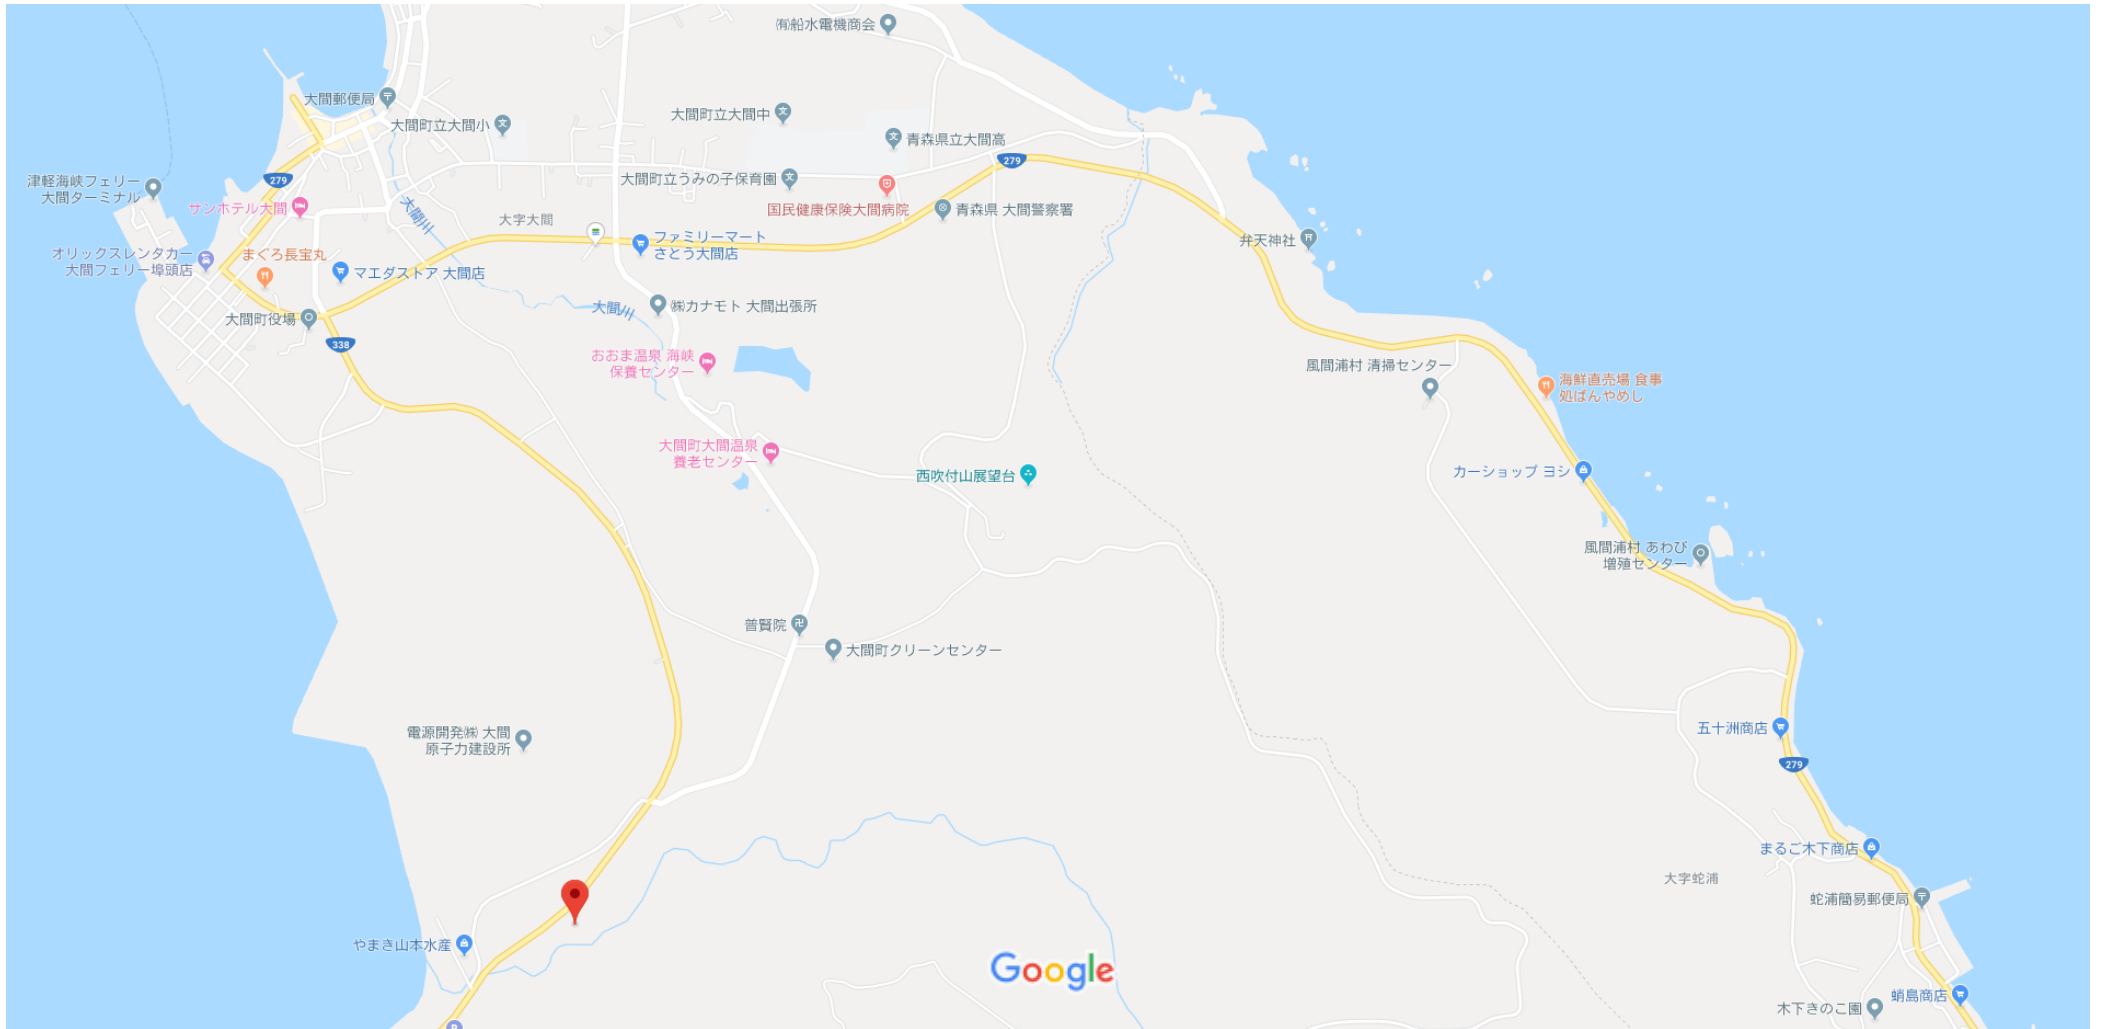 ㈲船水電機商会
大間郵便局
大間町立大間小
大間町立大間中
青森県立大間高
279
279
津軽海峡フェリー
大間ターミナル
サンホテル大間
大間川
大間町立うみの子保育園
国民健康保険大間病院
青森県 大間警察署
大字大間
ファミリーマート
さとう大間店
弁天神社
オリックスレンタカー
大間フェリー埠頭店
まぐろ長宝丸
マエダストア 大間店
大間川
㈱カナモト 大間出張所
大間町役場
338
おおま温泉 海峡
保養センター
風間浦村 清掃センター
海鮮直売場 食事
処ばんやめし
大間町大間温泉
養老センター
西吹付山展望台
カーショップ ヨシ
風間浦村 あわび
増殖センター
普賢院
大間町クリーンセンター
電源開発㈱ 大間
原子力建設所
五十洲商店
279
まるご木下商店
大字蛇浦
蛇浦簡易郵便局
やまき山本水産
Google
蛸島商店
木下きのこ園